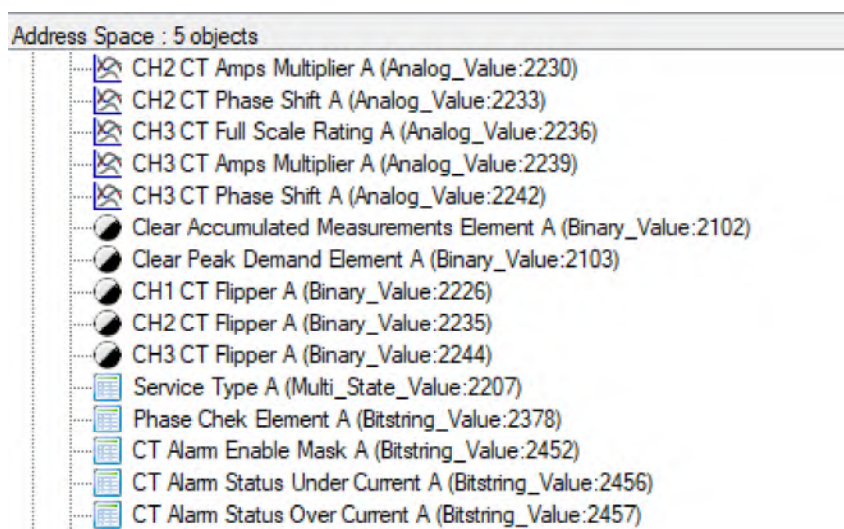 Address Space : 5 objects
CH2 CT Amps Multiplier A (Analog_Value:2230)
CH2 CT Phase Shift A (Analog_Value:2233)
CH3 CT Full Scale Rating A (Analog_Value:2236)
CH3 CT Amps Multiplier A (Analog_Value:2239)
CH3 CT Phase Shift A (Analog_Value:2242)
Clear Accumulated Measurements Element A (Binary_Value:2102)
Clear Peak Demand Element A (Binary_Value:2103)
CH1 CT Flipper A (Binary_Value:2226)
CH2 CT Flipper A (Binary_Value:2235)
CH3 CT Flipper A (Binary_Value:2244)
Service Type A (Multi_State_Value:2207)
Phase Chek Element A (Bitstring_Value:2378)
CT Alarm Enable Mask A (Bitstring_Value:2452)
CT Alarm Status Under Current A (Bitstring_Value:2456)
CT Alarm Status Over Current A (Bitstring_Value:2457)